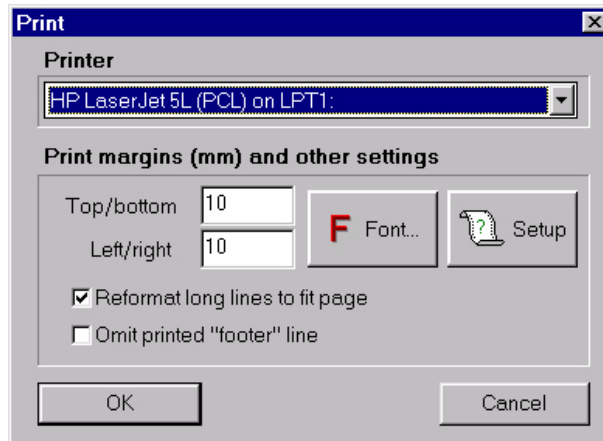 Print
Printer
HP LaserJet 5L (PCL) on LPT1:
Print margins (mm) and other settings
Top/bottom 10
Left/right 10
F Font...
? Setup
Reformat long lines to fit page
Omit printed "footer" line
OK Cancel